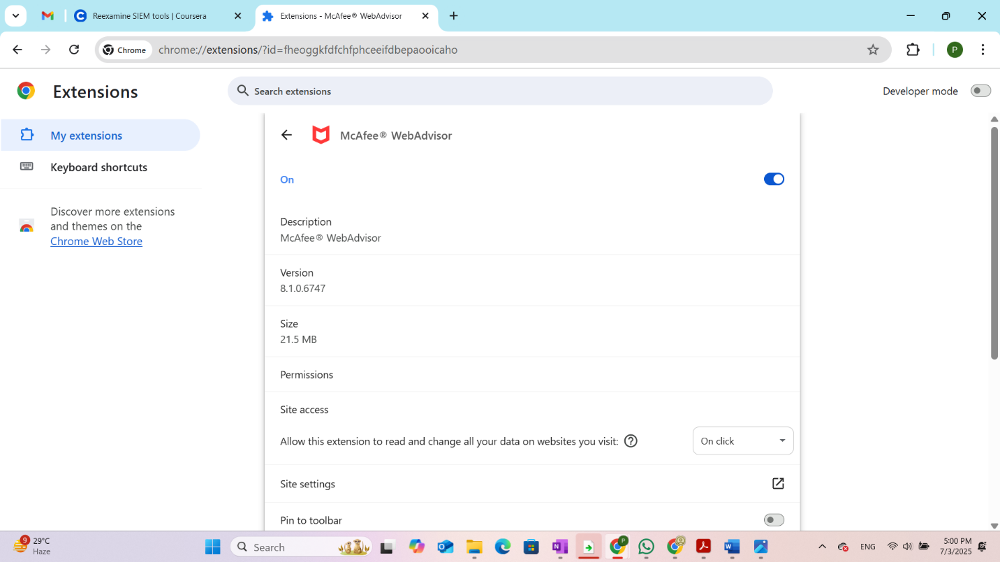 Reexamine SIEM tools | Coursera
Extensions - McAfee® WebAdvisor
Chrome
chrome://extensions/?id=fheoggkfdfchfphceeifdbepaooicaho
P
Extensions
Search extensions
Developer mode
My extensions
Keyboard shortcuts
Discover more extensions
and themes on the
Chrome Web Store
McAfee® WebAdvisor
On
Description
McAfee® WebAdvisor
Version
8.1.0.6747
Size
21.5 MB
Permissions
Site access
Allow this extension to read and change all your data on websites you visit:
On click
Site settings
Pin to toolbar
9
29°C
Haze
Search
P
ENG
5:00 PM
7/3/2025